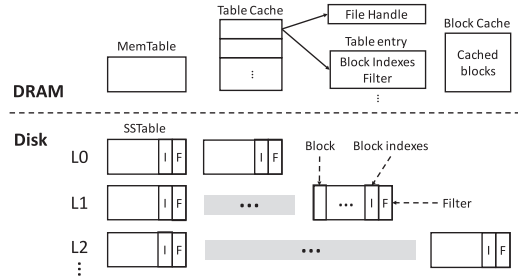 Table Cache
File Handle
MemTable
Table entry
Block Cache
Block Indexes
Filter
Cached
blocks
⋮
⋮
DRAM
Disk
SSTable
Block
Block indexes
L0
I F
I F
L1
I F
•••
•••
I F
Filter
L2
I F
•••
I F
⋮